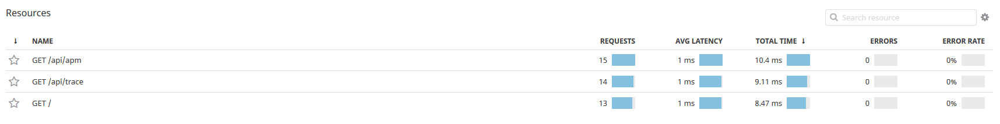 Resources
Search resource
↓ NAME REQUESTS AVG LATENCY TOTAL TIME ↓ ERRORS ERROR RATE
GET /api/apm 15 1 ms 10.4 ms 0 0%
GET /api/trace 14 1 ms 9.11 ms 0 0%
GET / 13 1 ms 8.47 ms 0 0%